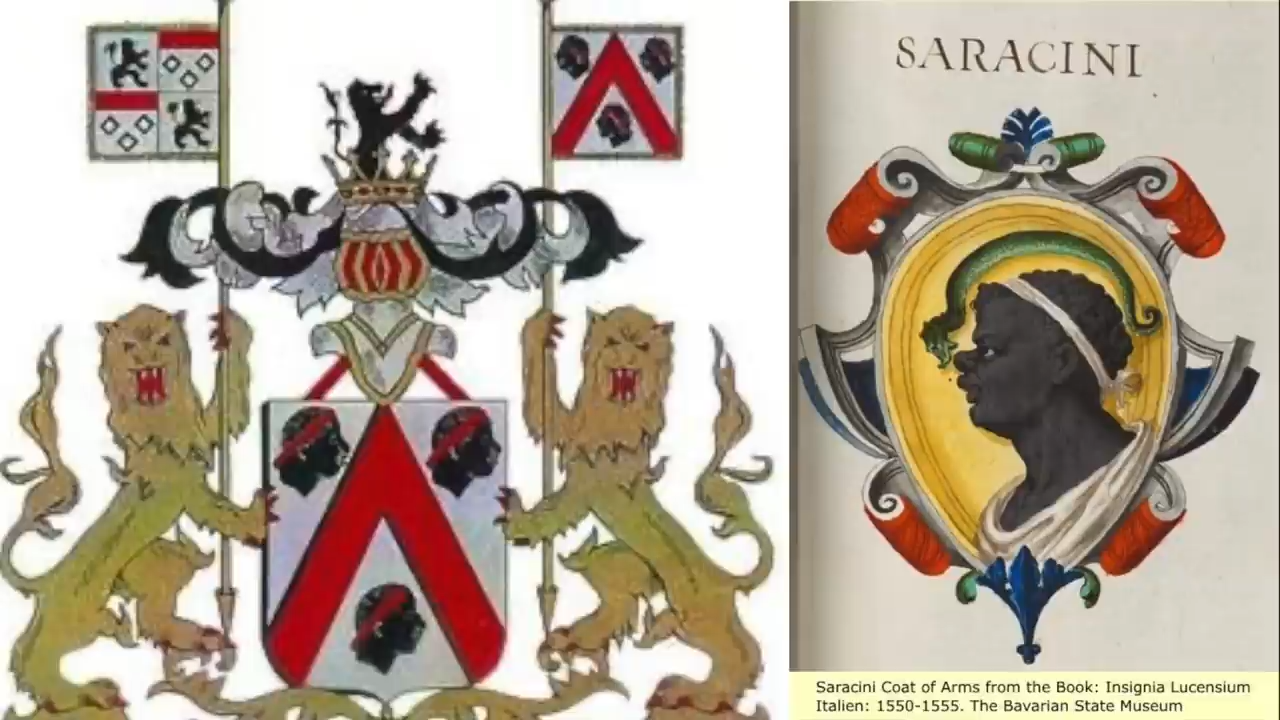 SARACINI
Saracini Coat of Arms from the Book: Insignia Lucensium
Italien: 1550-1555. The Bavarian State Museum